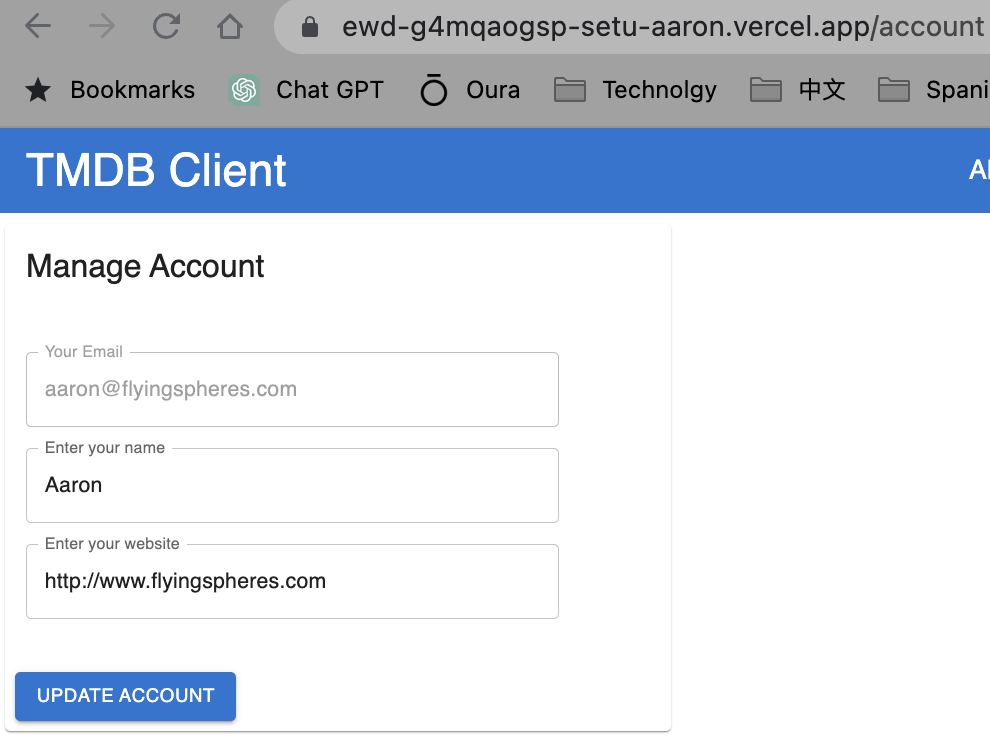 ewd-g4mqaogsp-setu-aaron.vercel.app/account
Bookmarks Chat GPT Oura Technolgy 中文 Spani
TMDB Client
Manage Account
Your Email
aaron@flyingspheres.com
Enter your name
Aaron
Enter your website
http://www.flyingspheres.com
UPDATE ACCOUNT